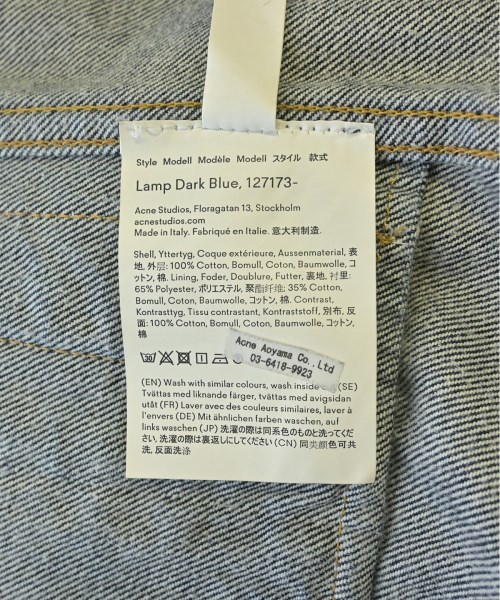 Style Modell Modèle Modell スタイル 款式
Lamp Dark Blue, 127173-
Acne Studios, Floragatan 13, Stockholm
acnestudios.com
Made in Italy. Fabriqué en Italie. 意大利制造.
Shell, Yttertyg, Coque extérieure, Aussenmaterial, 表
地, 外层: 100% Cotton, Bomull, Coton, Baumwolle, コ
ットン, 棉. Lining, Foder, Doublure, Futter, 裏地, 衬里:
65% Polyester, ポリエステル, 聚酯纤地: 35% Cotton,
Bomull, Coton, Baumwolle, コットン, 棉. Contrast,
Kontrasttyg, Tissu contrastant, Kontraststoff, 別布, 反
面: 100% Cotton, Bomull, Coton, Baumwolle, コットン,
棉
Acne Aoyama Co.,Ltd
03-6418-9923
(EN) Wash with similar colours, wash inside (SE)
Tvättas med liknande färger, tvättas med avigsidan
utåt (FR) Laver avec des couleurs similaires, laver à
l'envers (DE) Mit ähnlichen farben waschen, auf
links waschen (JP) 洗濯の際は同系色のものと洗ってくだ
さい, 洗濯の際は裏返しにしてください (CN) 同类颜色可共
洗, 反面洗涤